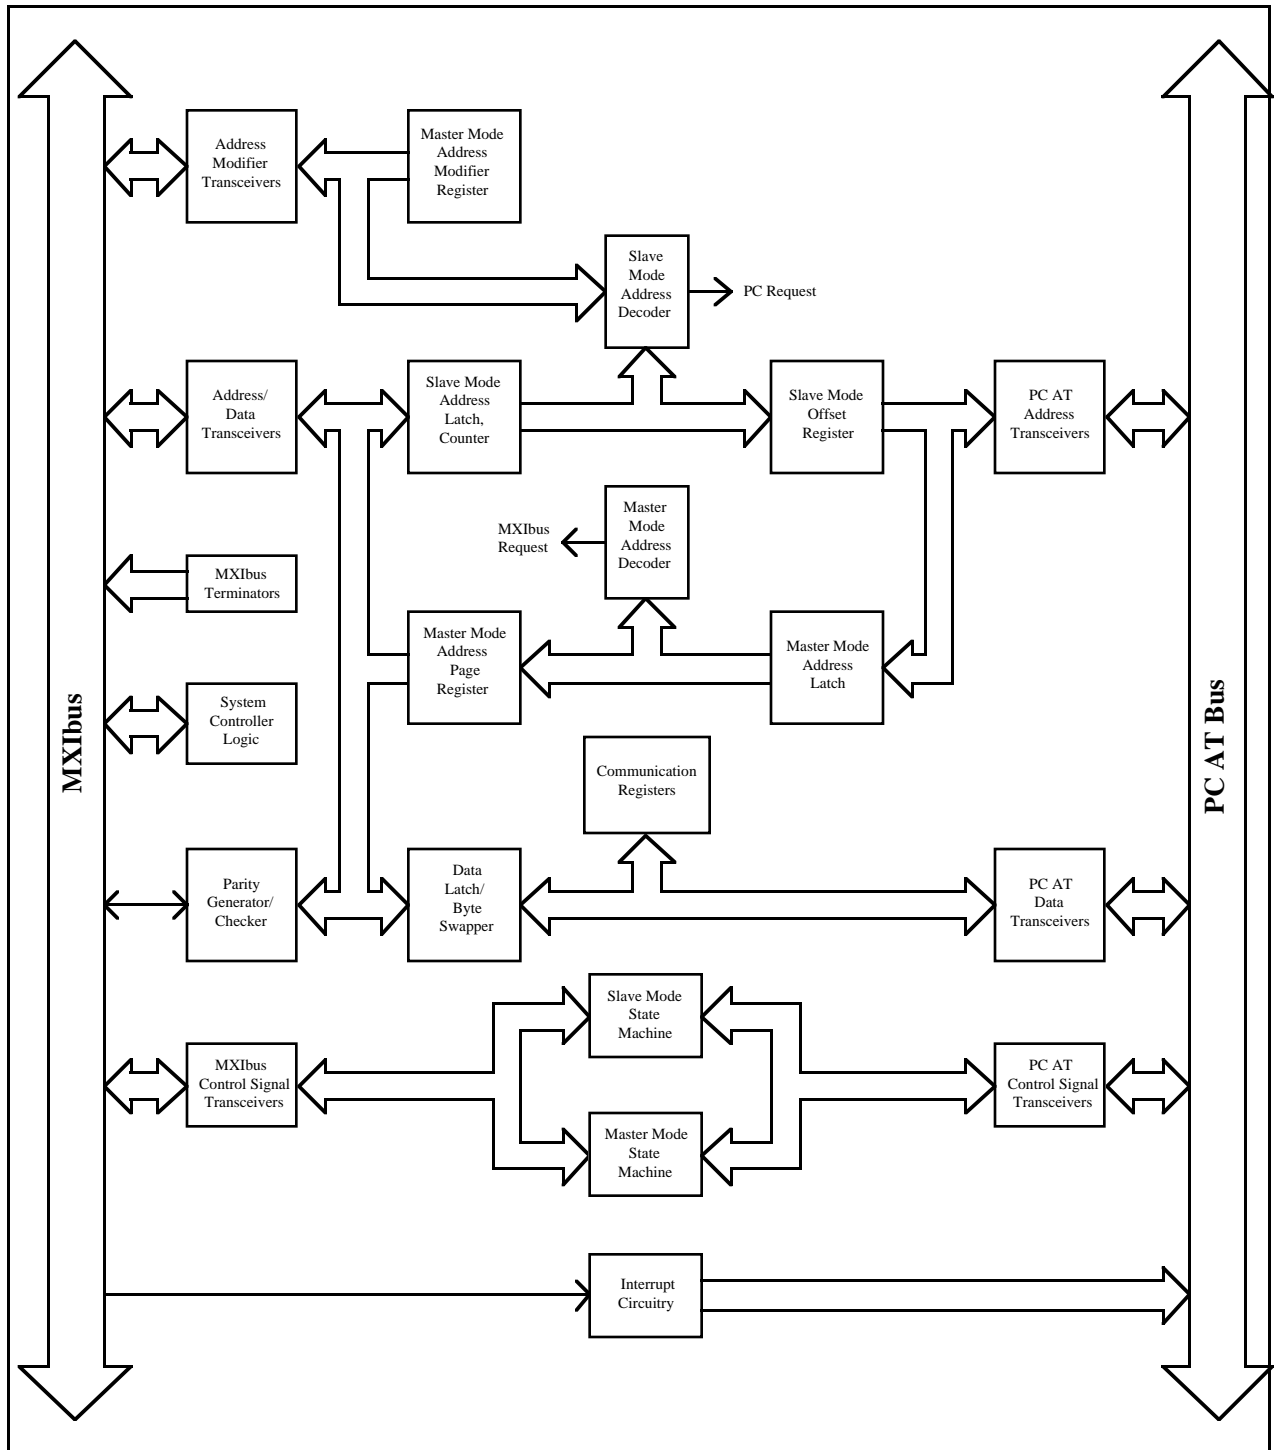 Address
Modifier
Transceivers
Master Mode
Address
Modifier
Register
Slave
Mode
Address
Decoder
PC Request
Address/
Data
Transceivers
Slave Mode
Address
Latch,
Counter
Slave Mode
Offset
Register
PC AT
Address
Transceivers
MXIbus
Request
Master
Mode
Address
Decoder
MXIbus
Terminators
Master Mode
Address
Page
Register
Master Mode
Address
Latch
System
Controller
Logic
MXIbus
PC AT Bus
Communication
Registers
Parity
Generator/
Checker
Data
Latch/
Byte
Swapper
PC AT
Data
Transceivers
Slave Mode
State
Machine
MXIbus
Control Signal
Transceivers
PC AT
Control Signal
Transceivers
Master Mode
State
Machine
Interrupt
Circuitry